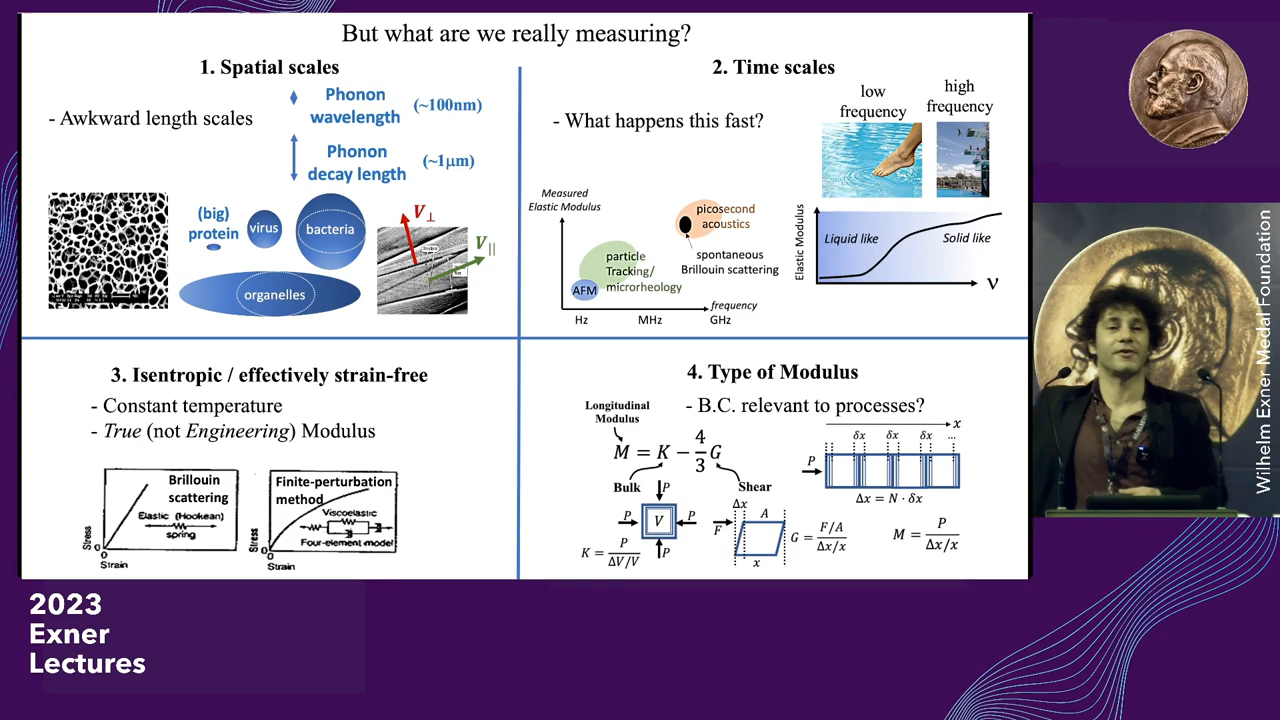 But what are we really measuring?
1. Spatial scales
- Awkward length scales
Phonon
wavelength
(~100nm)
Phonon
decay length
(~1μm)
(big)
protein
virus
bacteria
organelles
V⊥
V||
2. Time scales
- What happens this fast?
low
frequency
high
frequency
Measured
Elastic Modulus
picosecond
acoustics
spontaneous
Brillouin scattering
particle
Tracking/
microrheology
AFM
frequency
Hz
MHz
GHz
Elastic Modulus
Liquid like
Solid like
ν
3. Isentropic / effectively strain-free
- Constant temperature
- True (not Engineering) Modulus
Brillouin
scattering
Elastic (Hookean)
spring
Stress
0
0
Strain
Finite-perturbation
method
Viscoelastic
Four-element model
Stress
0
0
Strain
4. Type of Modulus
- B.C. relevant to processes?
Longitudinal
Modulus
M = K − 4/3 G
Bulk
Shear
P
P
V
P
P
K = P / ΔV/V
Δx
A
F
x
G = F/A / Δx/x
x
δx
δx
δx
...
P
Δx = N · δx
M = P / Δx/x
2023
Exner
Lectures
Wilhelm Exner Medal Foundation